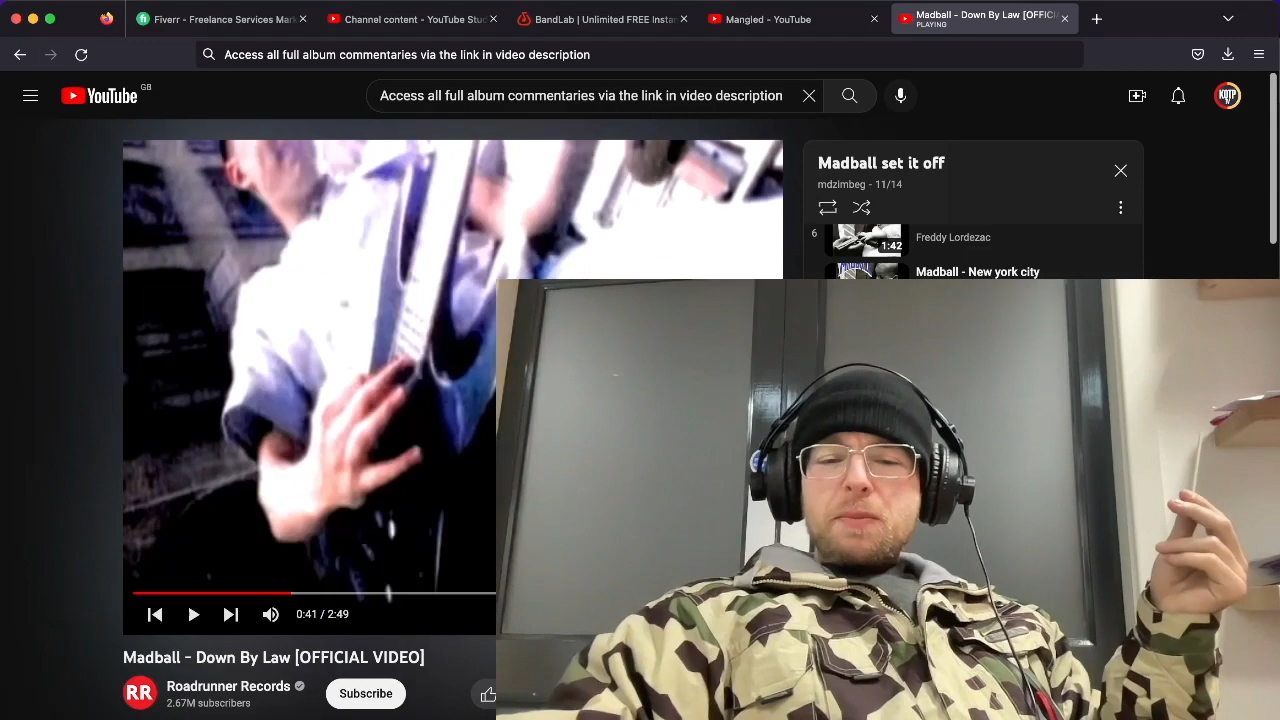 Fiverr - Freelance Services Mark
Channel content - YouTube Stud
BandLab | Unlimited FREE Instan
Mangled - YouTube
Madball - Down By Law [OFFICI
PLAYING
Access all full album commentaries via the link in video description
YouTube GB
Access all full album commentaries via the link in video description
KOTP
Madball set it off
mdzimbeg - 11/14
6
1:42
Freddy Lordezac
Madball - New york city
0:41 / 2:49
Madball - Down By Law [OFFICIAL VIDEO]
RR
Roadrunner Records
Subscribe
2.67M subscribers